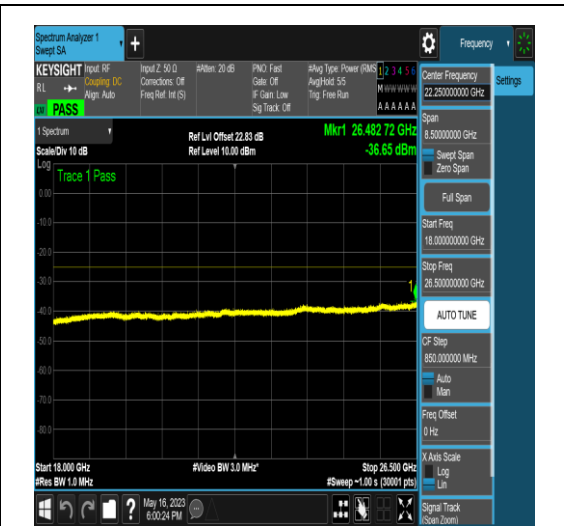 Spectrum Analyzer 1
Swept SA
+
Frequency
KEYSIGHT
RL
PASS
Input: RF
Coupling: DC
Align: Auto
Input Z: 50 Ω
Corrections: Off
Freq Ref: Int (S)
#Atten: 20 dB
PNO: Fast
Gate: Off
IF Gain: Low
Sig Track: Off
#Avg Type: Power (RMS
Avg|Hold: 5/5
Trig: Free Run
1 2 3 4 5 6
M W W W W W
A A A A A A
1 Spectrum
Scale/Div 10 dB
Log
Ref Lvl Offset 22.83 dB
Ref Level 10.00 dBm
Mkr1 26.482 72 GHz
-36.65 dBm
Trace 1 Pass
0.00
-10.0
-20.0
-30.0
-40.0
-50.0
-60.0
-70.0
-80.0
1
Start 18.000 GHz
#Res BW 1.0 MHz
#Video BW 3.0 MHz*
Stop 26.500 GHz
#Sweep ~1.00 s (30001 pts)
?
May 16, 2023
6:00:24 PM
Center Frequency
22.250000000 GHz
Settings
Span
8.50000000 GHz
Swept Span
Zero Span
Full Span
Start Freq
18.000000000 GHz
Stop Freq
26.500000000 GHz
AUTO TUNE
CF Step
850.000000 MHz
Auto
Man
Freq Offset
0 Hz
X Axis Scale
Log
Lin
Signal Track
(Span Zoom)